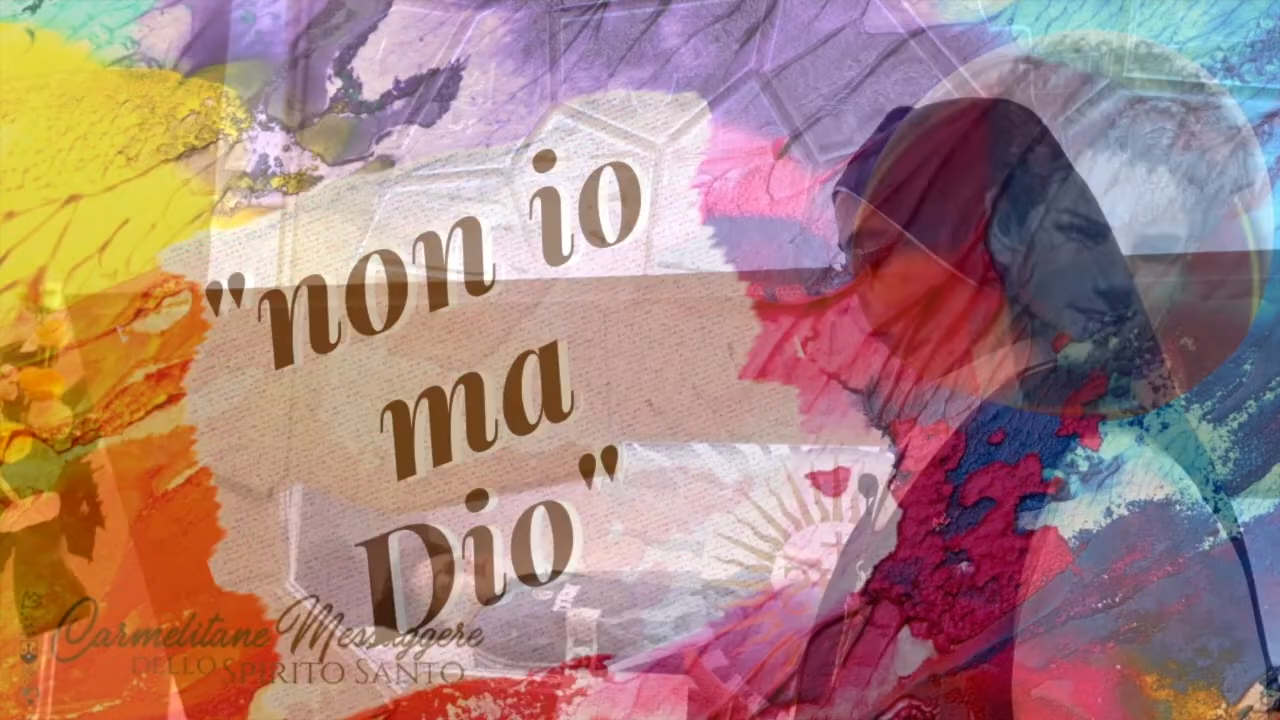 "non io
ma
Dio"
Carmelitane Messaggere
DELLO SPIRITO SANTO